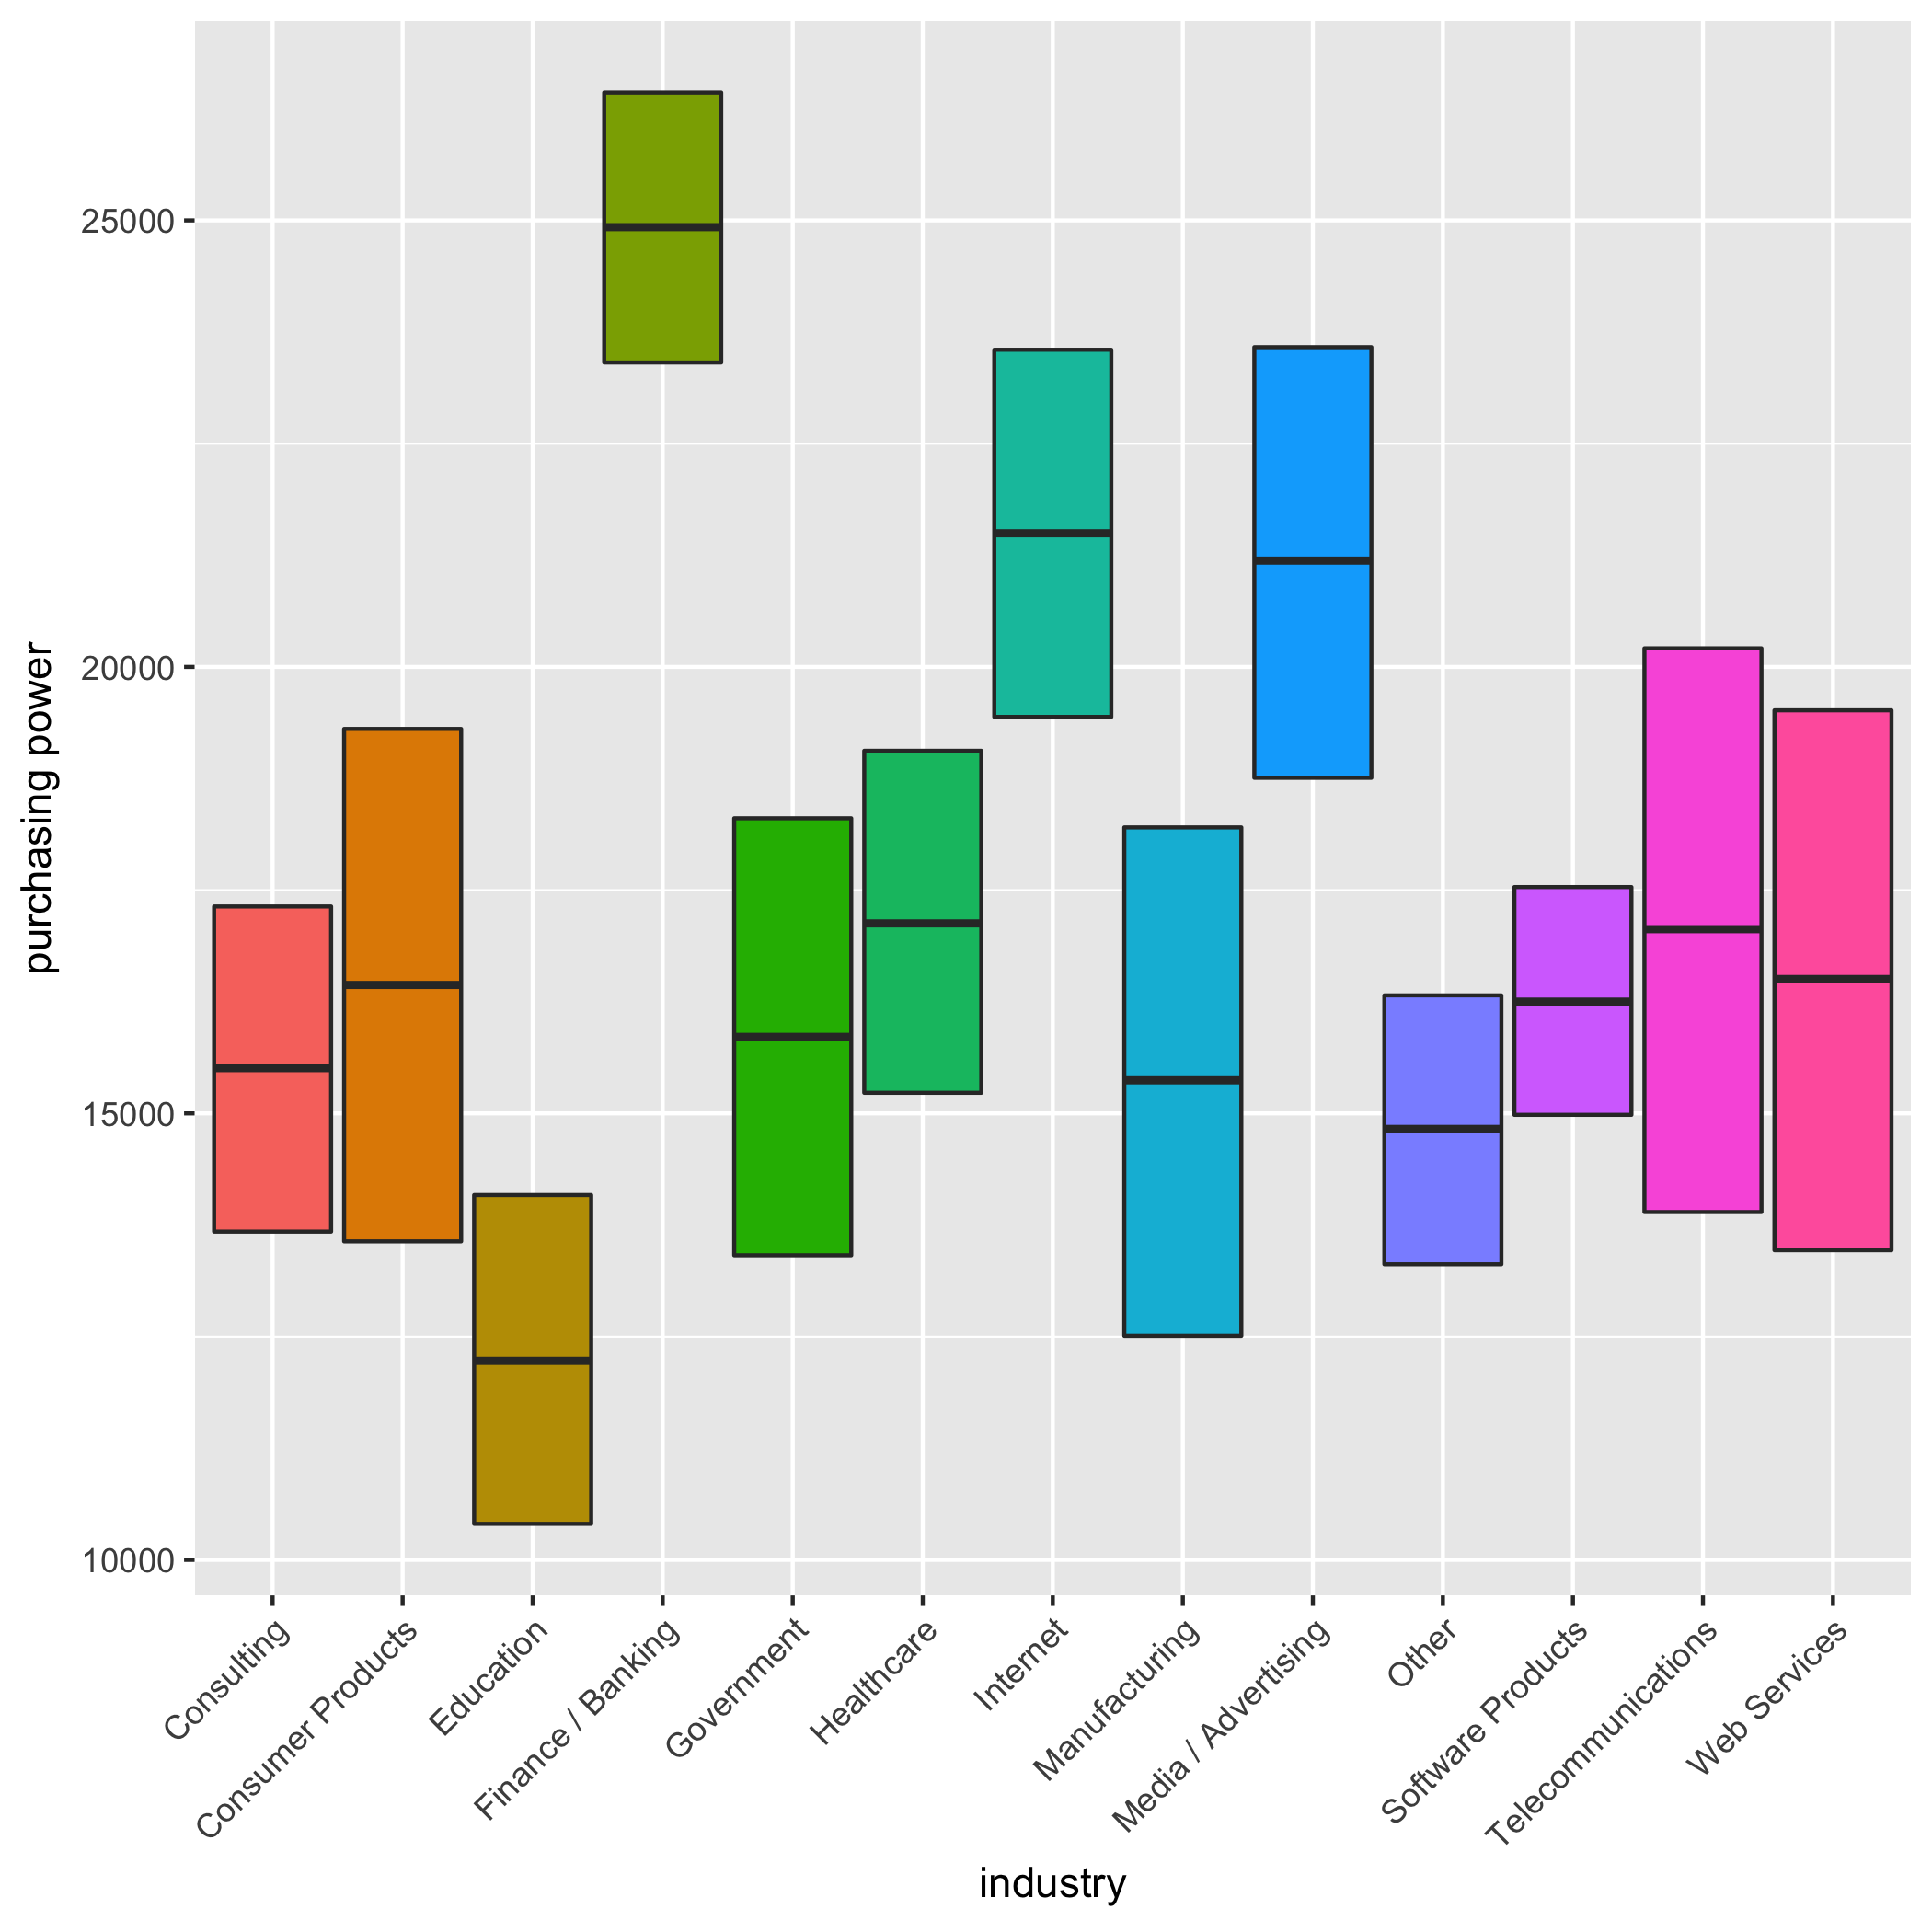 purchasing power
25000
20000
15000
10000
Consulting
Consumer Products
Education
Finance / Banking
Government
Healthcare
Internet
Manufacturing
Media / Advertising
Other
Software Products
Telecommunications
Web Services
industry